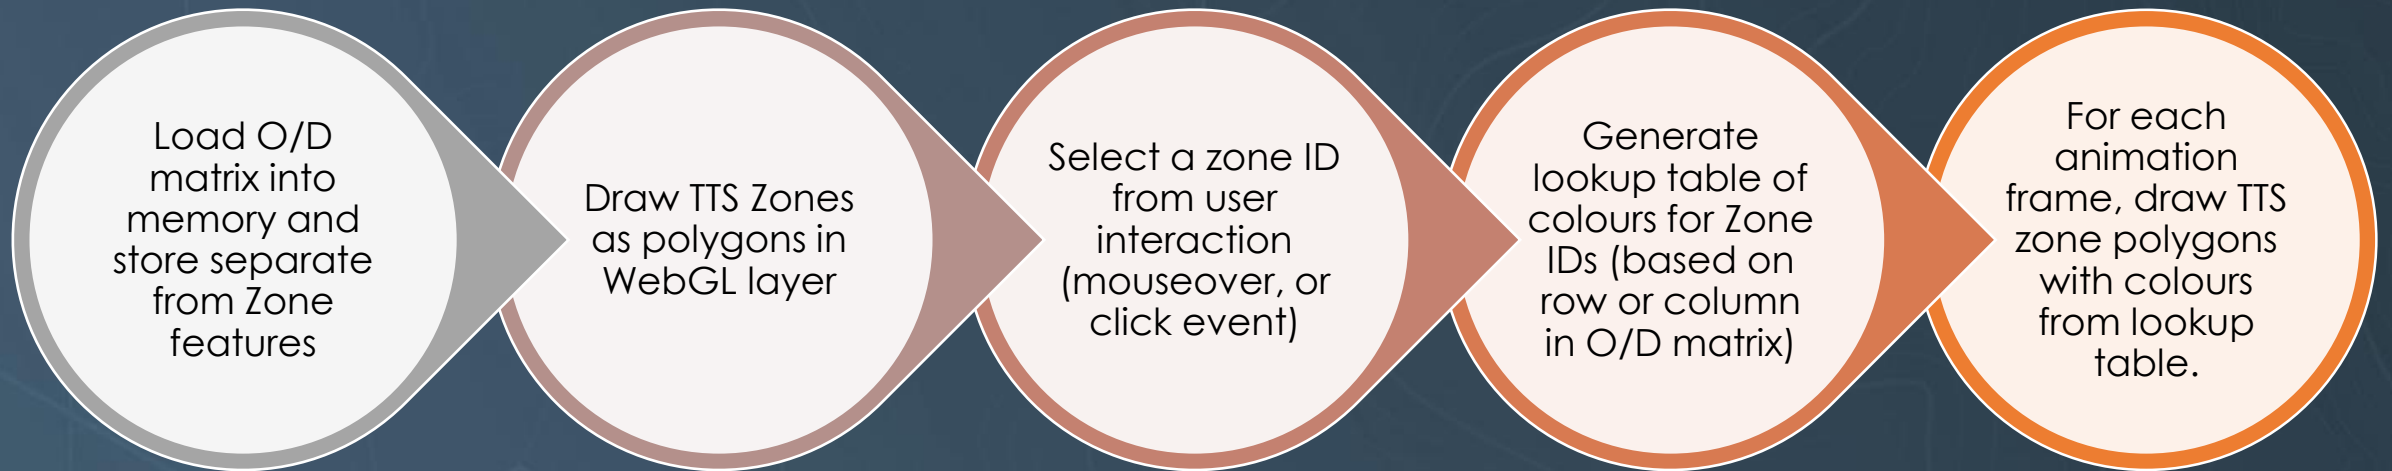 Load O/D
matrix into
memory and
store separate
from Zone
features
Draw TTS Zones
as polygons in
WebGL layer
Select a zone ID
from user
interaction
(mouseover, or
click event)
Generate
lookup table of
colours for Zone
IDs (based on
row or column
in O/D matrix)
For each
animation
frame, draw TTS
zone polygons
with colours
from lookup
table.